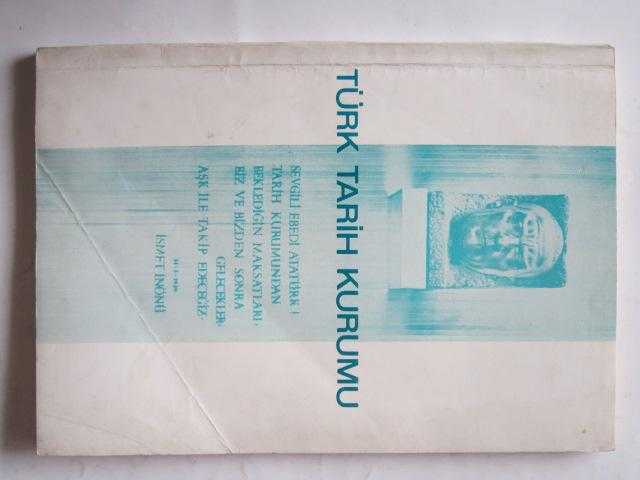 TÜRK TARİH KURUMU
SEVGİLİ EBEDİ ATATÜRK!
TARİH KURUMUNDAN
BEKLEDİĞİN MAKSATLARI,
BİZ VE BİZDEN SONRA
GELECEKLER,
AŞK İLE TAKİP EDECEĞİZ.
İSMET İNÖNÜ